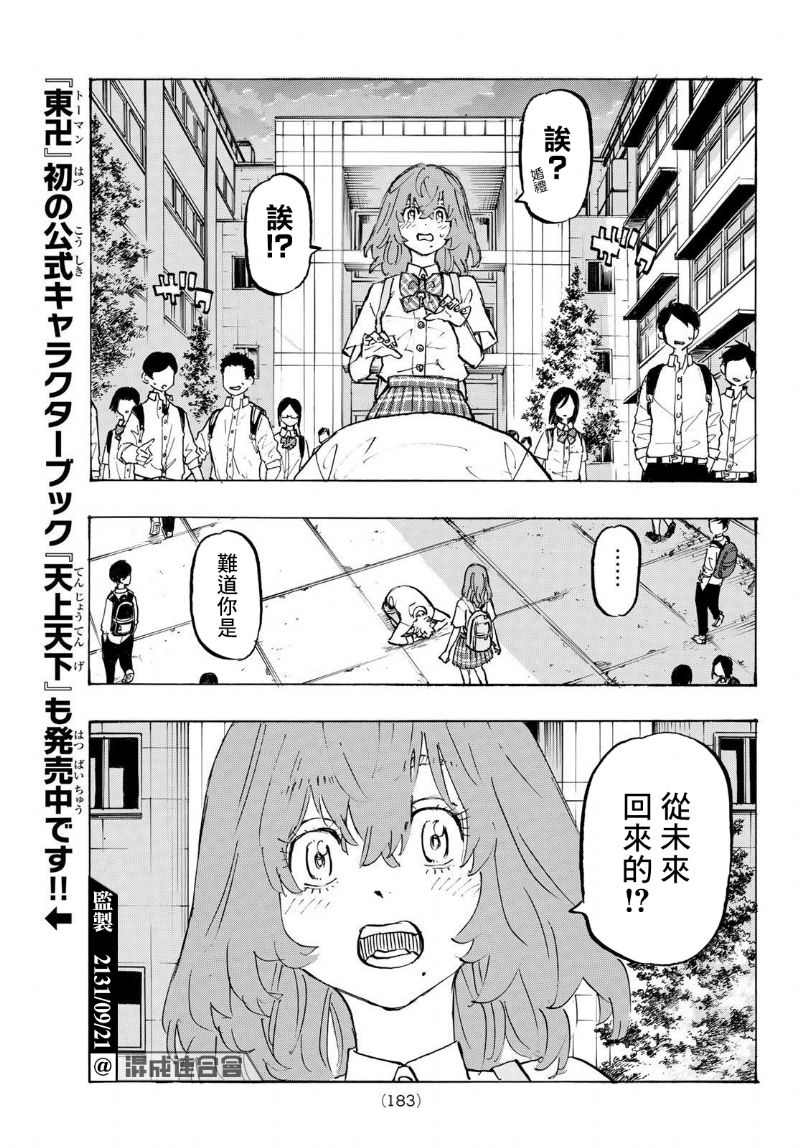 誒?
婚禮
誒!?
ザワ
ザワ
……
難道你是
從未來
回來的!?
『東卍』初の公式キャラクターブック『天上天下』も発売中です!!←
トーマン
はつ
こうしき
てんじょうてんげ
はつばいちゅう
監製 2131/09/21
@混成連合會
(183)